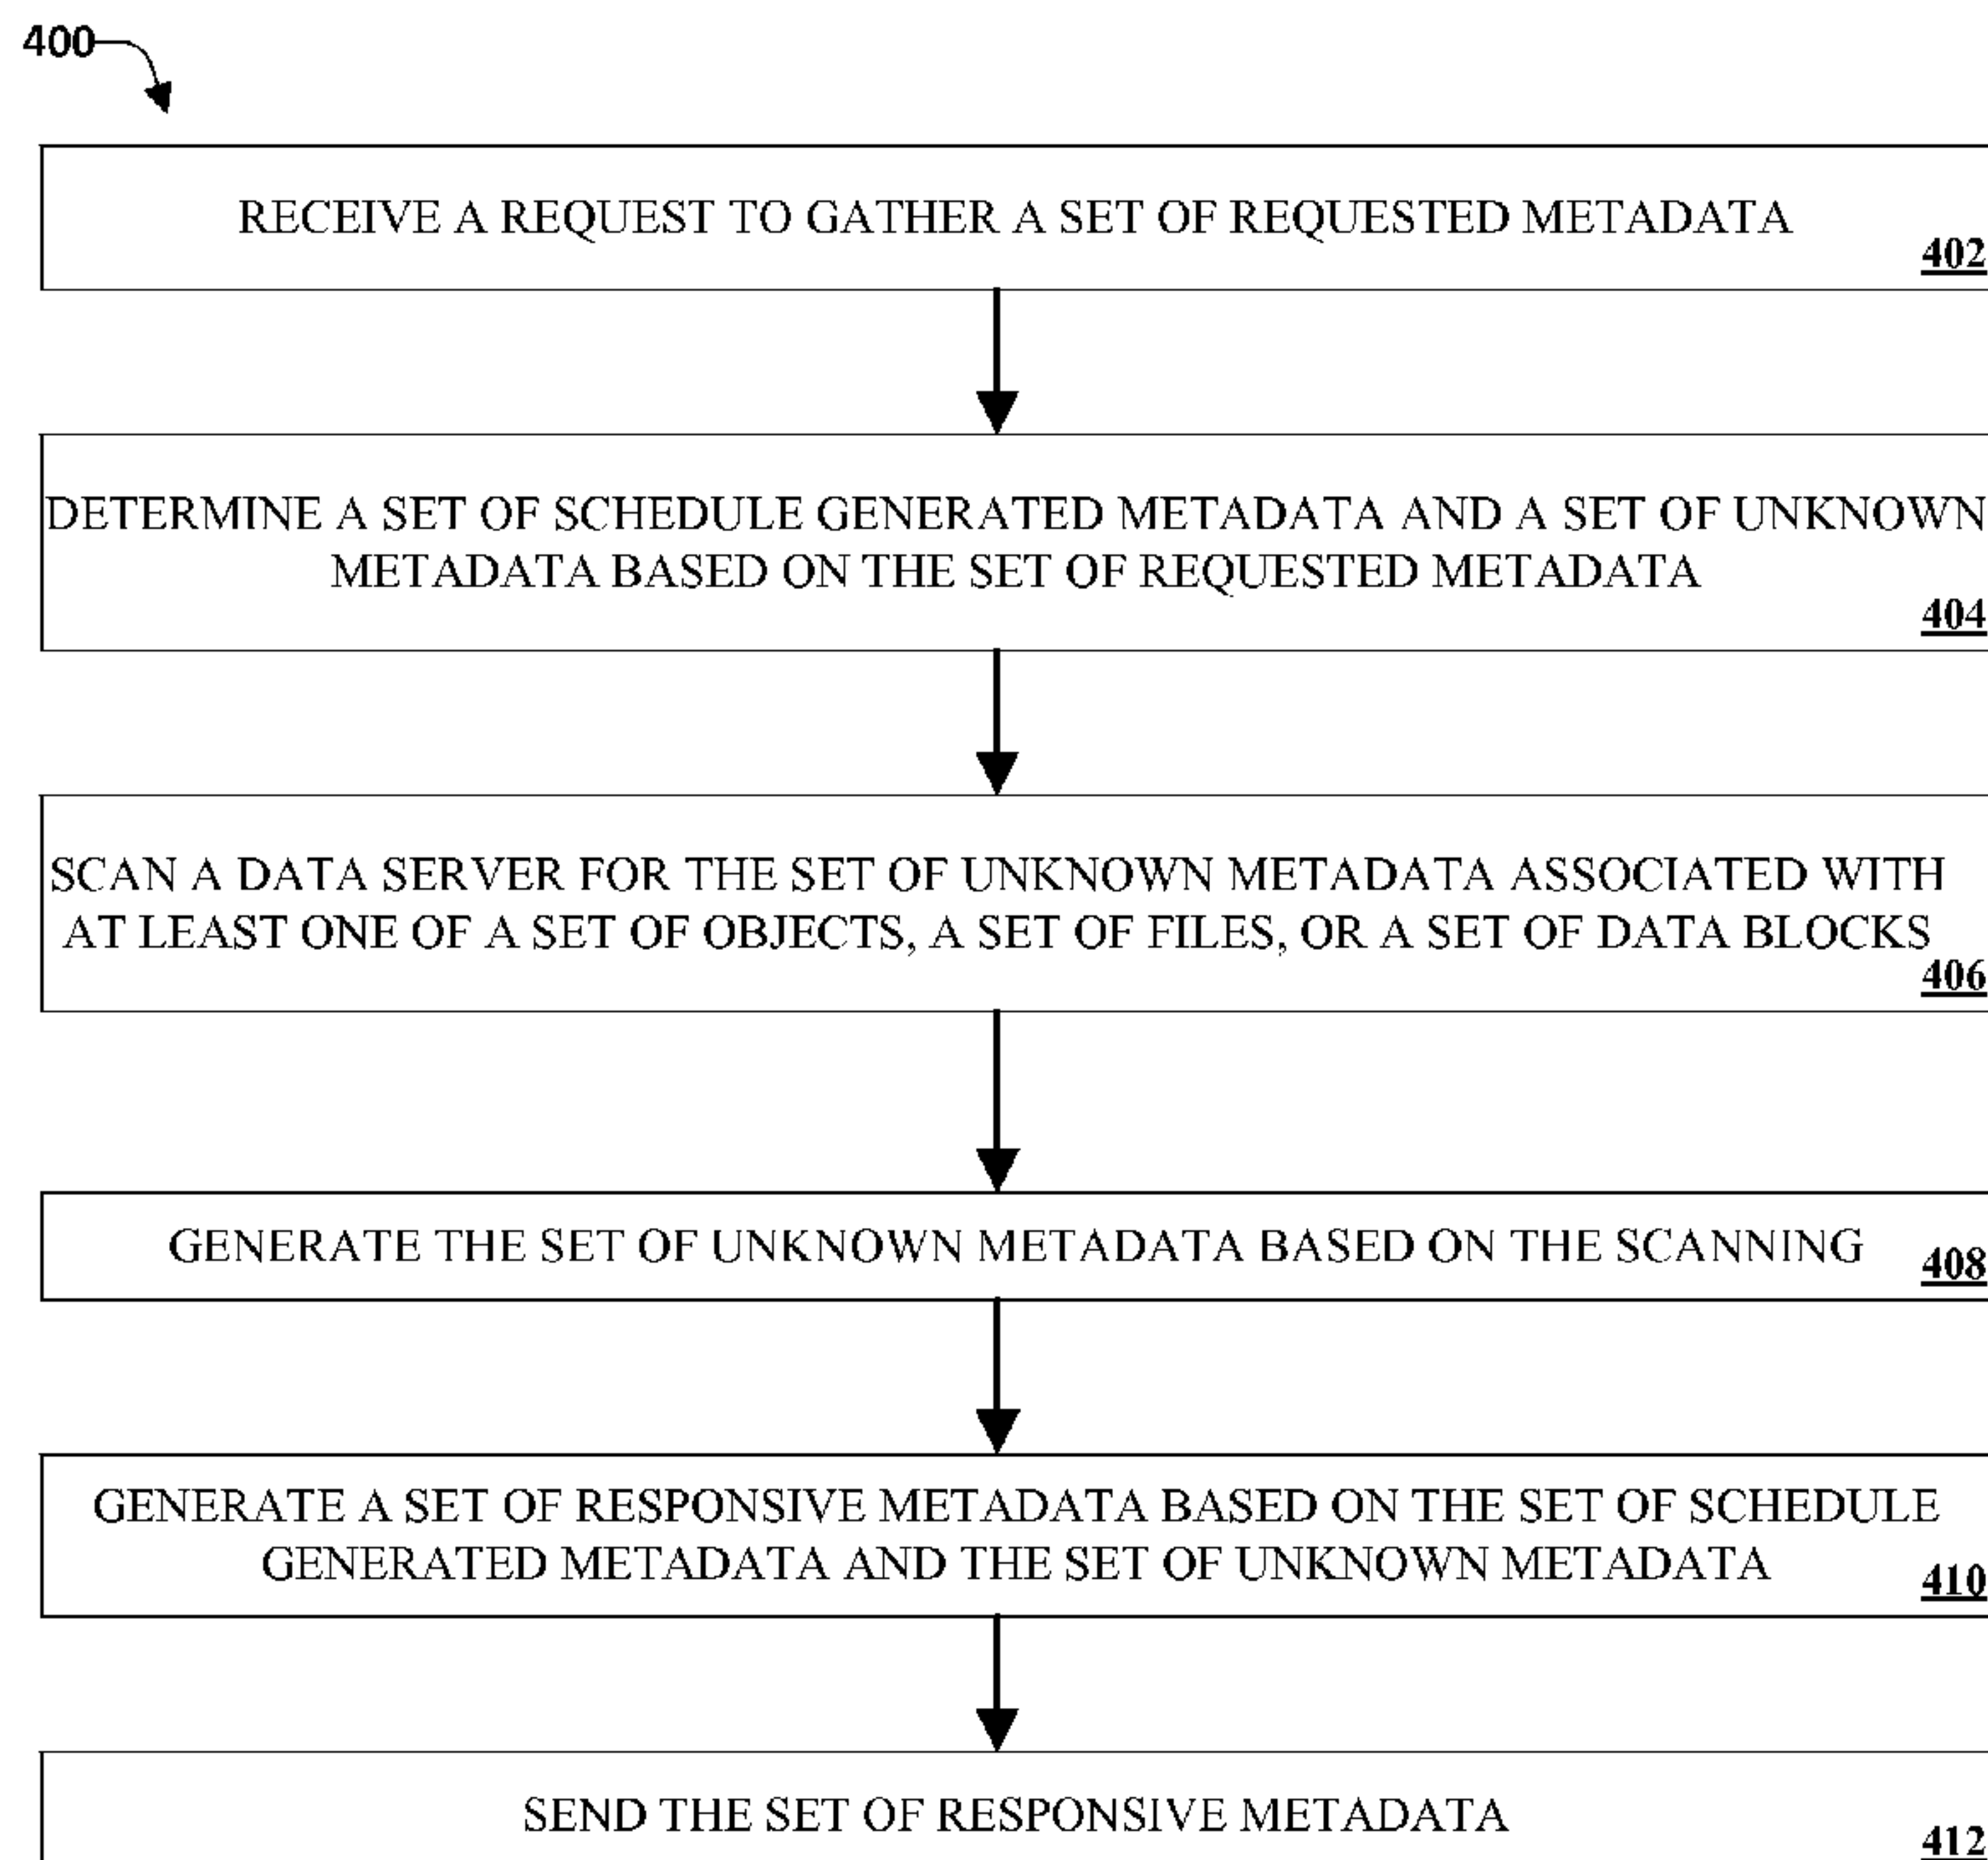 400
RECEIVE A REQUEST TO GATHER A SET OF REQUESTED METADATA
402
DETERMINE A SET OF SCHEDULE GENERATED METADATA AND A SET OF UNKNOWN
METADATA BASED ON THE SET OF REQUESTED METADATA
404
SCAN A DATA SERVER FOR THE SET OF UNKNOWN METADATA ASSOCIATED WITH
AT LEAST ONE OF A SET OF OBJECTS, A SET OF FILES, OR A SET OF DATA BLOCKS
406
GENERATE THE SET OF UNKNOWN METADATA BASED ON THE SCANNING
408
GENERATE A SET OF RESPONSIVE METADATA BASED ON THE SET OF SCHEDULE
GENERATED METADATA AND THE SET OF UNKNOWN METADATA
410
SEND THE SET OF RESPONSIVE METADATA
412